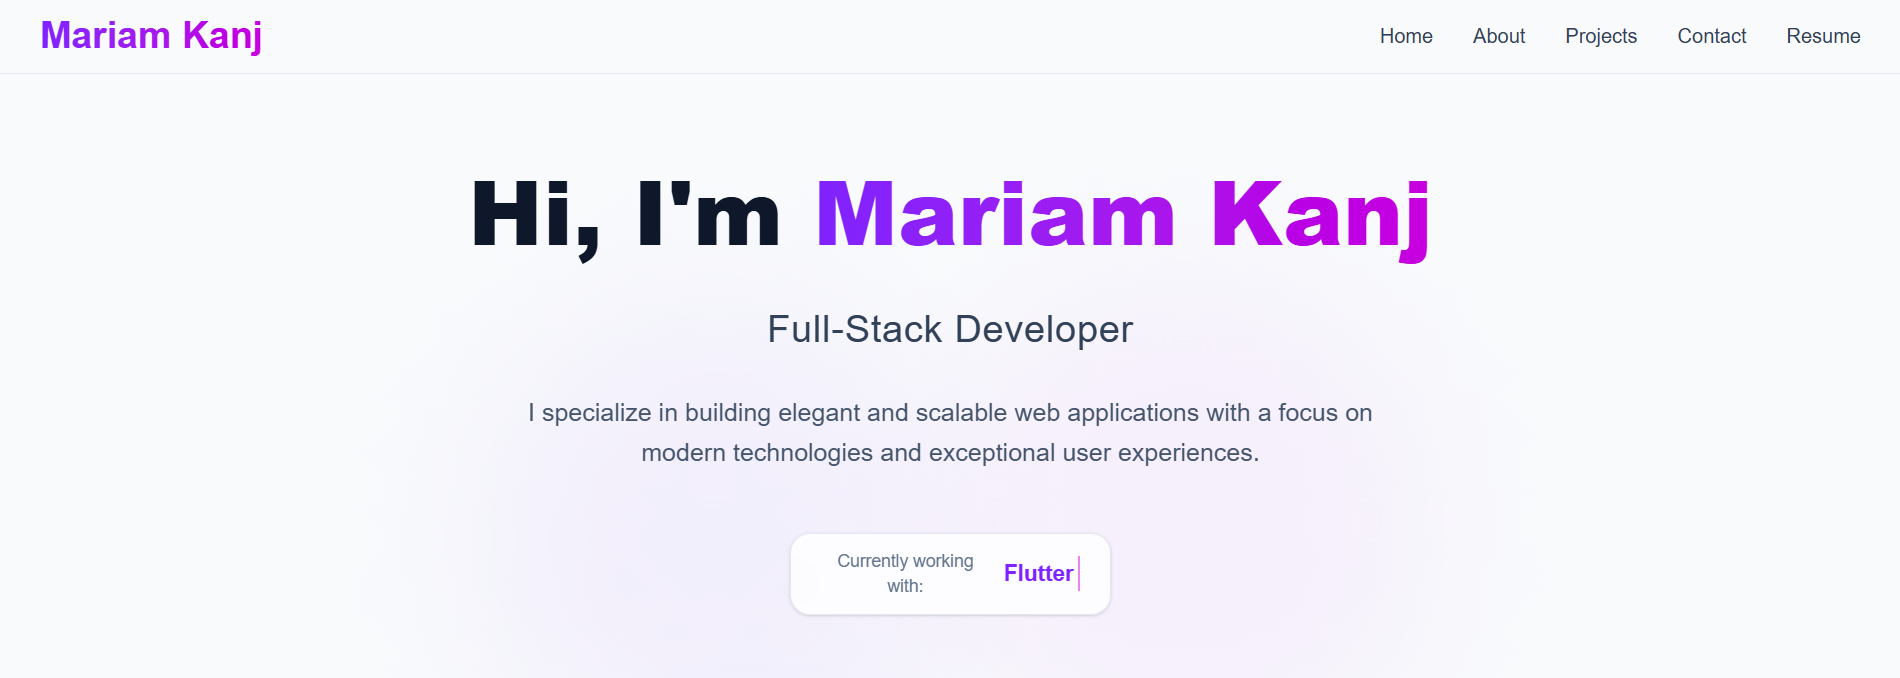 Mariam Kanj
Home About Projects Contact Resume
Hi, I'm Mariam Kanj
Full-Stack Developer
I specialize in building elegant and scalable web applications with a focus on
modern technologies and exceptional user experiences.
Currently working
with:
Flutter